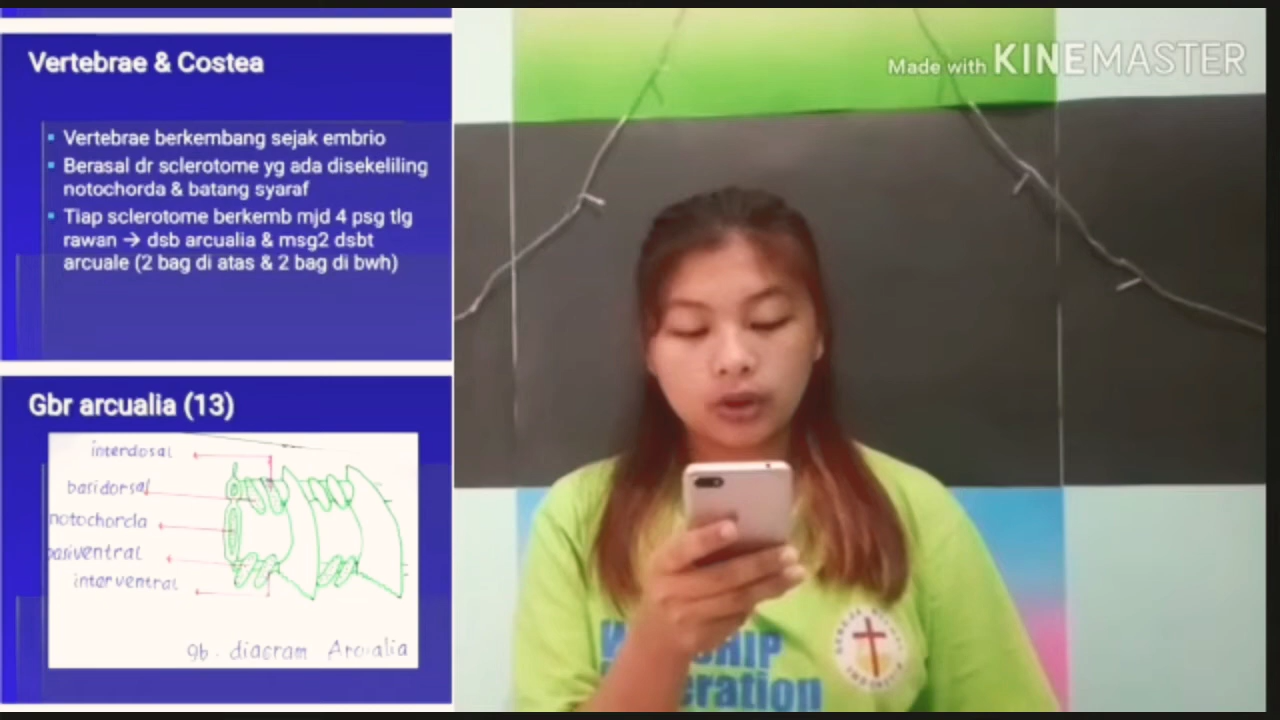 Vertebrae & Costea
Vertebrae berkembang sejak embrio
Berasal dr sclerotome yg ada disekeliling
notochorda & batang syaraf
Tiap sclerotome berkemb mjd 4 psg tlg
rawan → dsb arcualia & msg2 dsbt
arcuale (2 bag di atas & 2 bag di bwh)
Gbr arcualia (13)
interdosal
basidorsal
notochorda
basiventral
interventral
gb. diagram Arcualia
Made with KINEMASTER